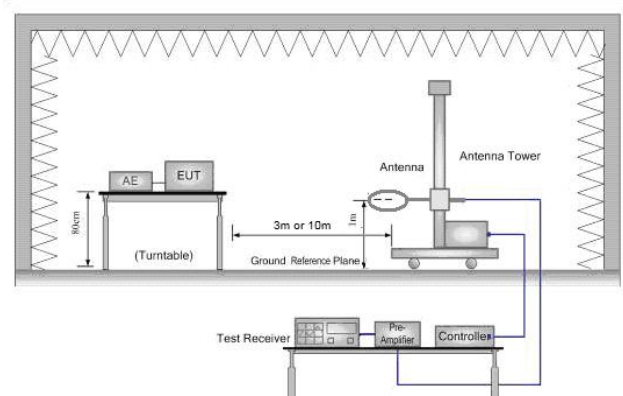 Antenna
Antenna Tower
AE
EUT
80cm
1m
3m or 10m
(Turntable)
Ground Reference Plane
Test Receiver
Pre-
Amplifier
Controller